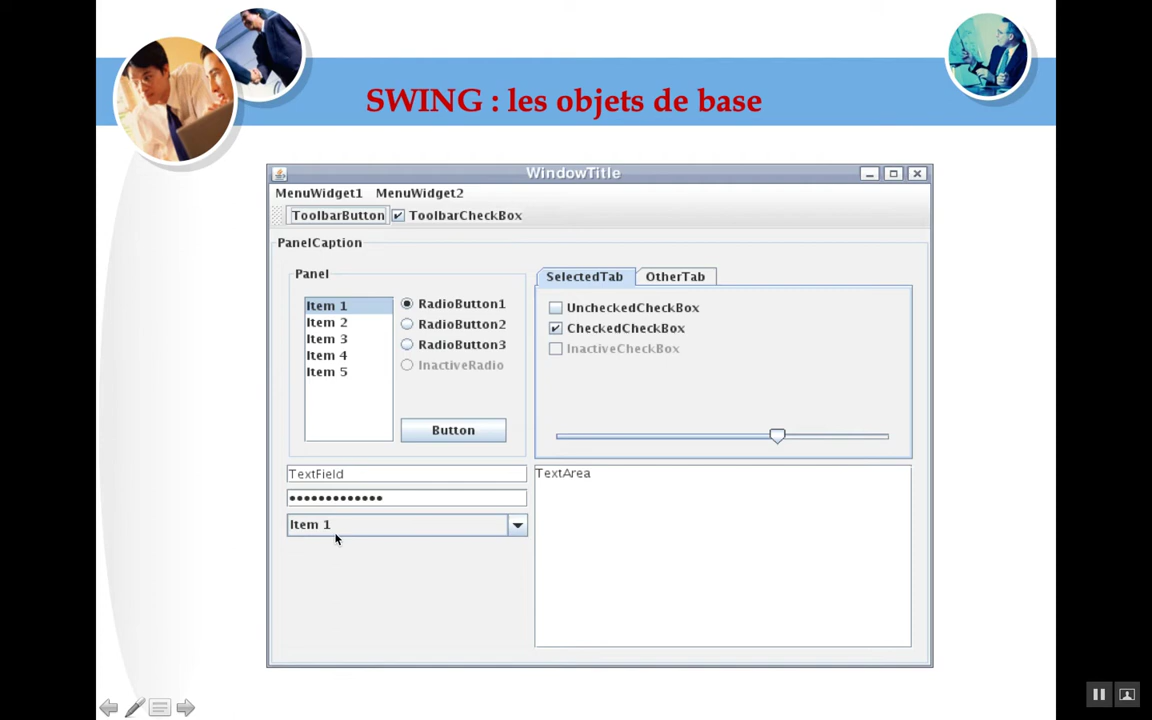 SWING : les objets de base
WindowTitle
MenuWidget1 MenuWidget2
ToolbarButton ToolbarCheckBox
PanelCaption
Panel
Item 1
Item 2
Item 3
Item 4
Item 5
RadioButton1
RadioButton2
RadioButton3
InactiveRadio
Button
SelectedTab OtherTab
UncheckedCheckBox
CheckedCheckBox
InactiveCheckBox
TextField
•••••••••••••
Item 1
TextArea